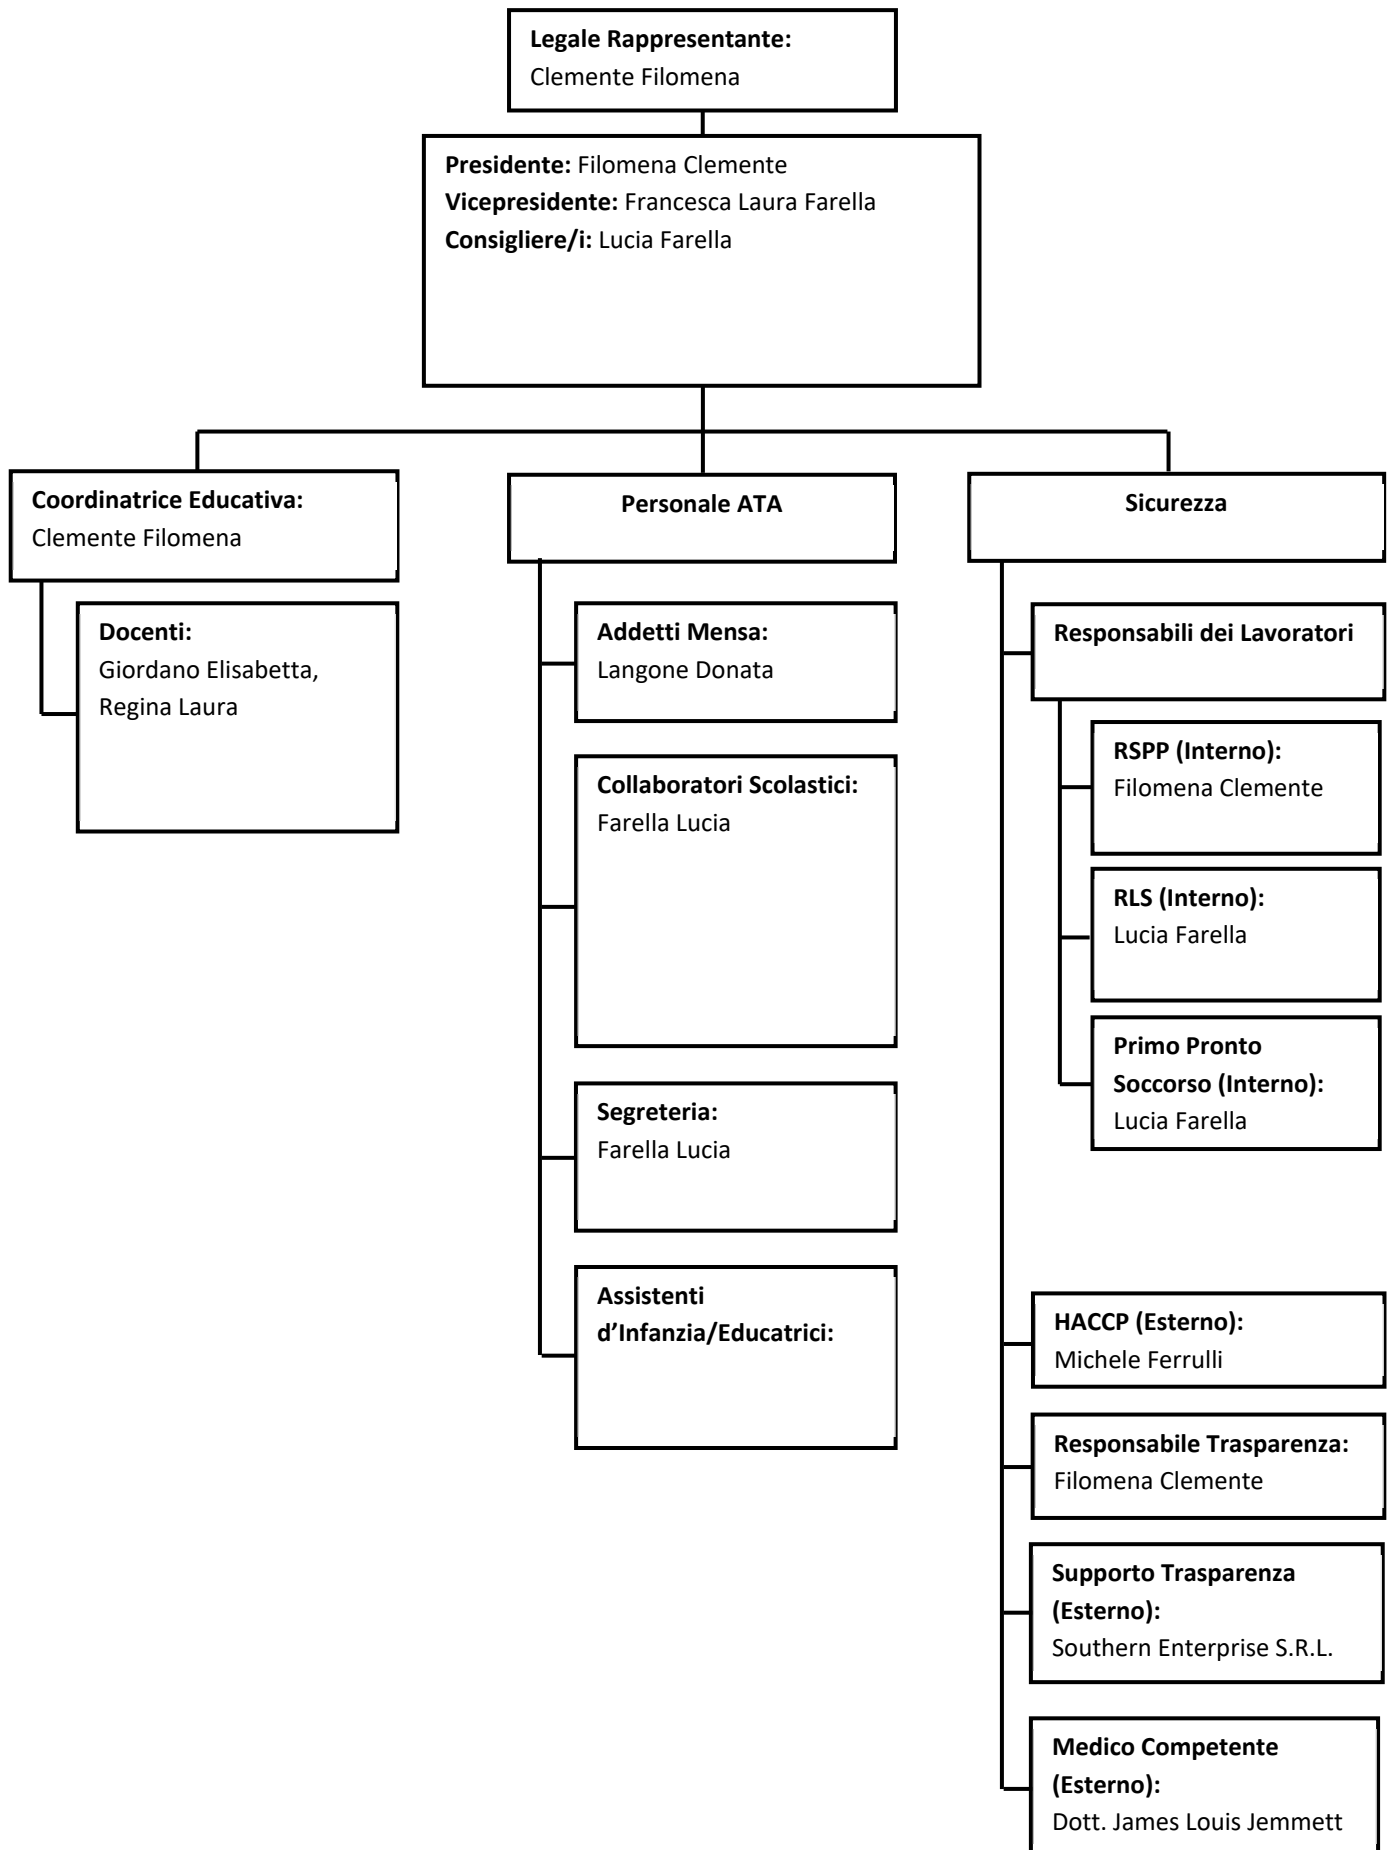 Legale Rappresentante:
Clemente Filomena
Presidente: Filomena Clemente
Vicepresidente: Francesca Laura Farella
Consigliere/i: Lucia Farella
Coordinatrice Educativa:
Clemente Filomena
Docenti:
Giordano Elisabetta,
Regina Laura
Personale ATA
Addetti Mensa:
Langone Donata
Collaboratori Scolastici:
Farella Lucia
Segreteria:
Farella Lucia
Assistenti
d’Infanzia/Educatrici:
Sicurezza
Responsabili dei Lavoratori
RSPP (Interno):
Filomena Clemente
RLS (Interno):
Lucia Farella
Primo Pronto
Soccorso (Interno):
Lucia Farella
HACCP (Esterno):
Michele Ferrulli
Responsabile Trasparenza:
Filomena Clemente
Supporto Trasparenza
(Esterno):
Southern Enterprise S.R.L.
Medico Competente
(Esterno):
Dott. James Louis Jemmett